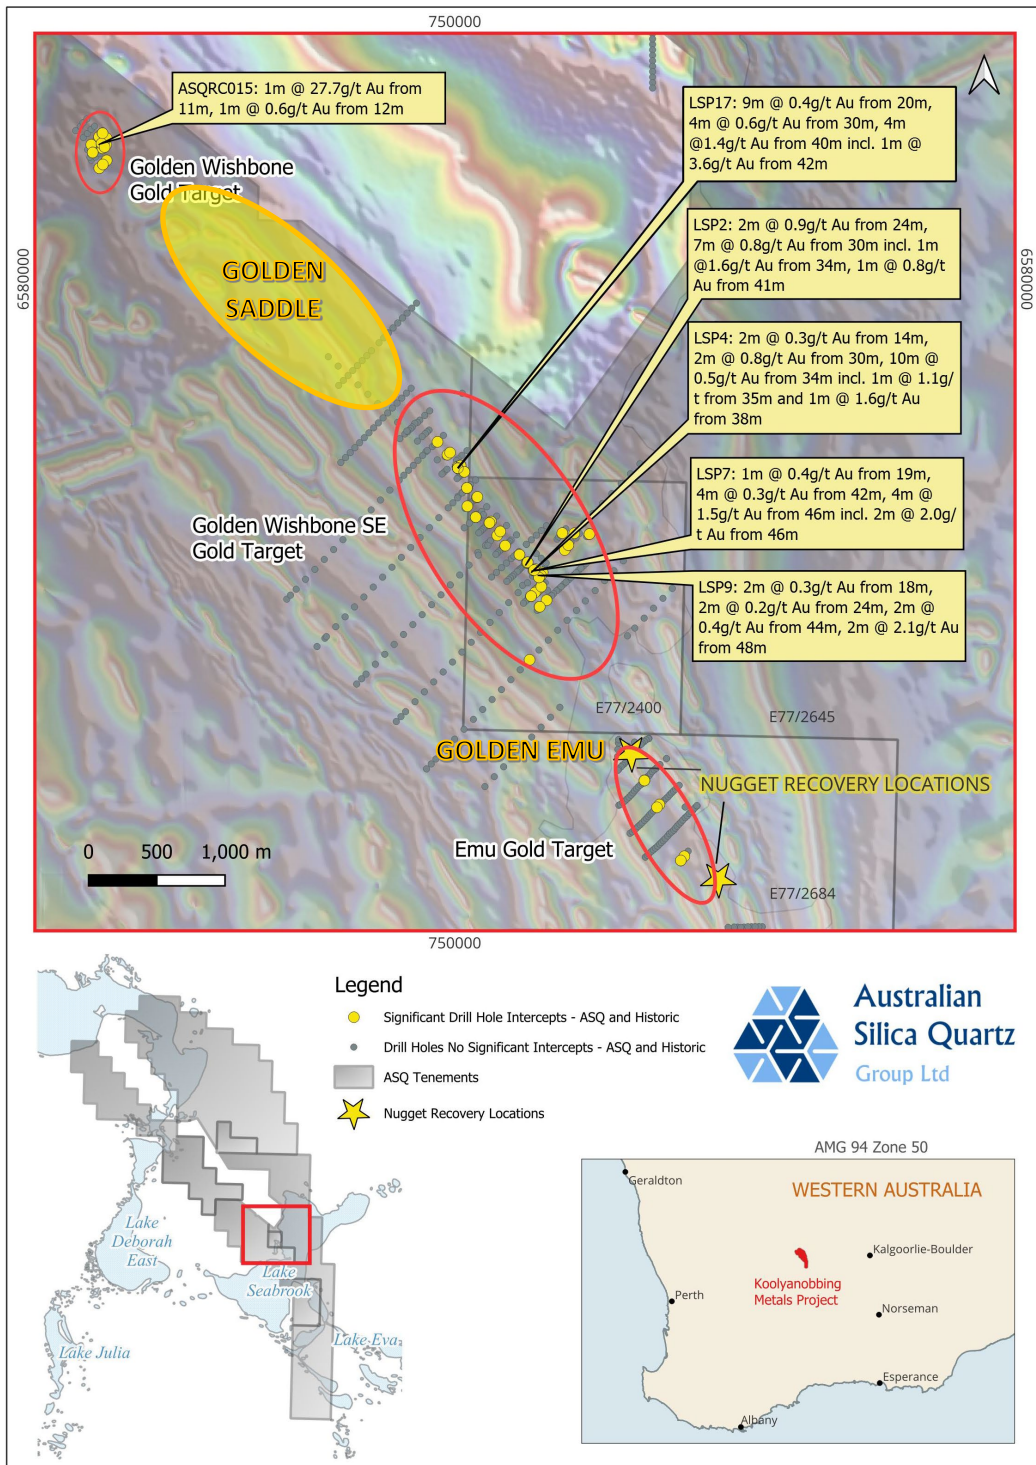 750000
ASQRC015: 1m @ 27.7g/t Au from
11m, 1m @ 0.6g/t Au from 12m
LSP17: 9m @ 0.4g/t Au from 20m,
4m @ 0.6g/t Au from 30m, 4m
@1.4g/t Au from 40m incl. 1m @
3.6g/t Au from 42m
Golden Wishbone
Gold Target
6580000
6580000
GOLDEN
SADDLE
LSP2: 2m @ 0.9g/t Au from 24m,
7m @ 0.8g/t Au from 30m incl. 1m
@1.6g/t Au from 34m, 1m @ 0.8g/t
Au from 41m
LSP4: 2m @ 0.3g/t Au from 14m,
2m @ 0.8g/t Au from 30m, 10m @
0.5g/t Au from 34m incl. 1m @ 1.1g/
t from 35m and 1m @ 1.6g/t Au
from 38m
LSP7: 1m @ 0.4g/t Au from 19m,
4m @ 0.3g/t Au from 42m, 4m @
1.5g/t Au from 46m incl. 2m @ 2.0g/
t Au from 46m
Golden Wishbone SE
Gold Target
LSP9: 2m @ 0.3g/t Au from 18m,
2m @ 0.2g/t Au from 24m, 2m @
0.4g/t Au from 44m, 2m @ 2.1g/t Au
from 48m
E77/2400
E77/2645
GOLDEN EMU
NUGGET RECOVERY LOCATIONS
Emu Gold Target
0 500 1,000 m
E77/2684
750000
Legend
Significant Drill Hole Intercepts - ASQ and Historic
Drill Holes No Significant Intercepts - ASQ and Historic
ASQ Tenements
Nugget Recovery Locations
Australian
Silica Quartz
Group Ltd
Lake
Deborah
East
Lake
Seabrook
Lake Julia
Lake Eva
AMG 94 Zone 50
Geraldton
WESTERN AUSTRALIA
Kalgoorlie-Boulder
Koolyanobbing
Metals Project
Perth
Norseman
Esperance
Albany